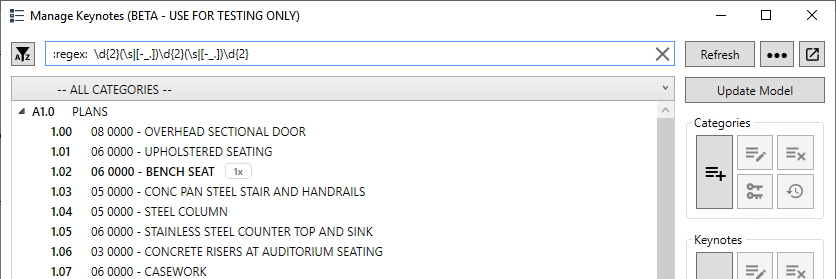 Manage Keynotes (BETA - USE FOR TESTING ONLY)
:regex: \d{2}(\s|[-_.])\d{2}(\s|[-_.])\d{2}
Refresh
-- ALL CATEGORIES --
Update Model
A1.0 PLANS
Categories
1.00 08 0000 - OVERHEAD SECTIONAL DOOR
1.01 06 0000 - UPHOLSTERED SEATING
1.02 06 0000 - BENCH SEAT 1x
1.03 05 0000 - CONC PAN STEEL STAIR AND HANDRAILS
1.04 05 0000 - STEEL COLUMN
1.05 06 0000 - STAINLESS STEEL COUNTER TOP AND SINK
Keynotes
1.06 03 0000 - CONCRETE RISERS AT AUDITORIUM SEATING
1.07 06 0000 - CASEWORK